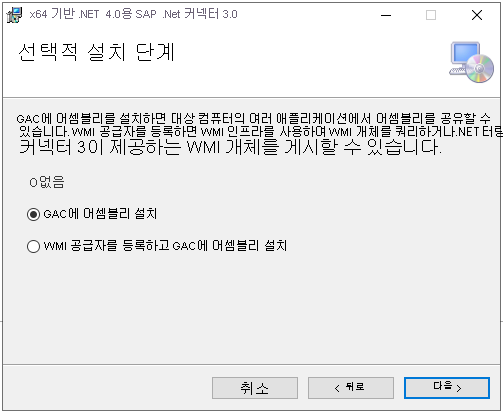 x64 기반 .NET 4.0용 SAP .Net 커넥터 3.0
선택적 설치 단계
GAC에 어셈블리를 설치하면 대상 컴퓨터의 여러 애플리케이션에서 어셈블리를 공유할 수
있습니다. WMI 공급자를 등록하면 WMI 인프라를 사용하여 WMI 개체를 쿼리하거나.NET 터링
커넥터 3이 제공하는 WMI 개체를 게시할 수 있습니다.
0없음
GAC에 어셈블리 설치
WMI 공급자를 등록하고 GAC에 어셈블리 설치
취소
< 뒤로
다음 >